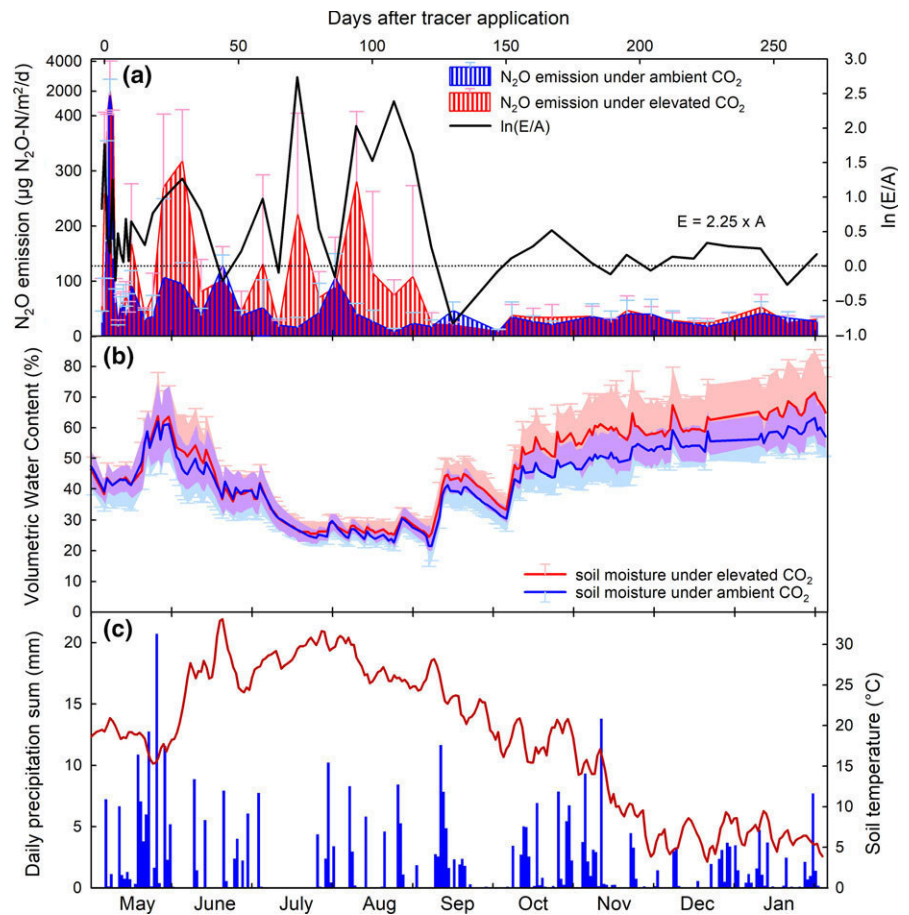 Days after tracer application
0 50 100 150 200 250
(a)
N₂O emission under ambient CO₂
N₂O emission under elevated CO₂
ln(E/A)
E = 2.25 x A
N₂O emission (µg N₂O-N/m²/d)
4000
2000
400
300
200
100
0
ln(E/A)
3.0
2.5
2.0
1.5
1.0
0.5
0.0
−0.5
−1.0
(b)
Volumetric Water Content (%)
80
70
60
50
40
30
20
10
0
soil moisture under elevated CO₂
soil moisture under ambient CO₂
(c)
Daily precipitation sum (mm)
20
15
10
5
0
Soil temperature (°C)
30
25
20
15
10
5
0
May June July Aug Sep Oct Nov Dec Jan